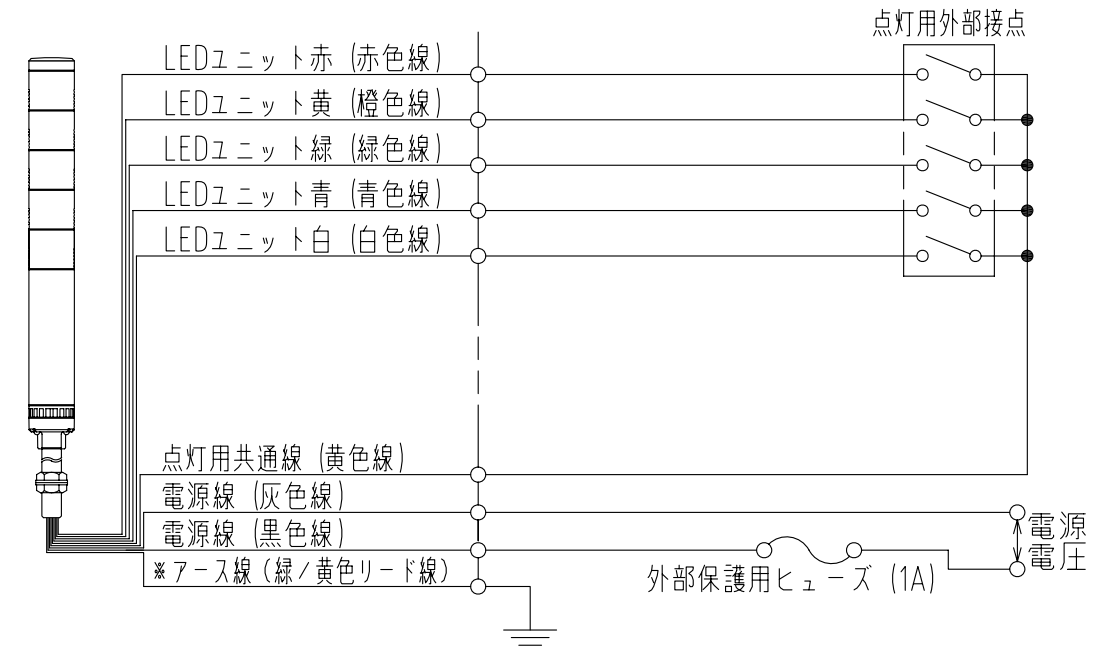 点灯用外部接点
LEDユニット赤 (赤色線)
LEDユニット黄 (橙色線)
LEDユニット緑 (緑色線)
LEDユニット青 (青色線)
LEDユニット白 (白色線)
点灯用共通線 (黄色線)
電源線 (灰色線)
電源線 (黒色線)
※アース線(緑/黄色リード線)
電源
電圧
外部保護用ヒューズ (1A)